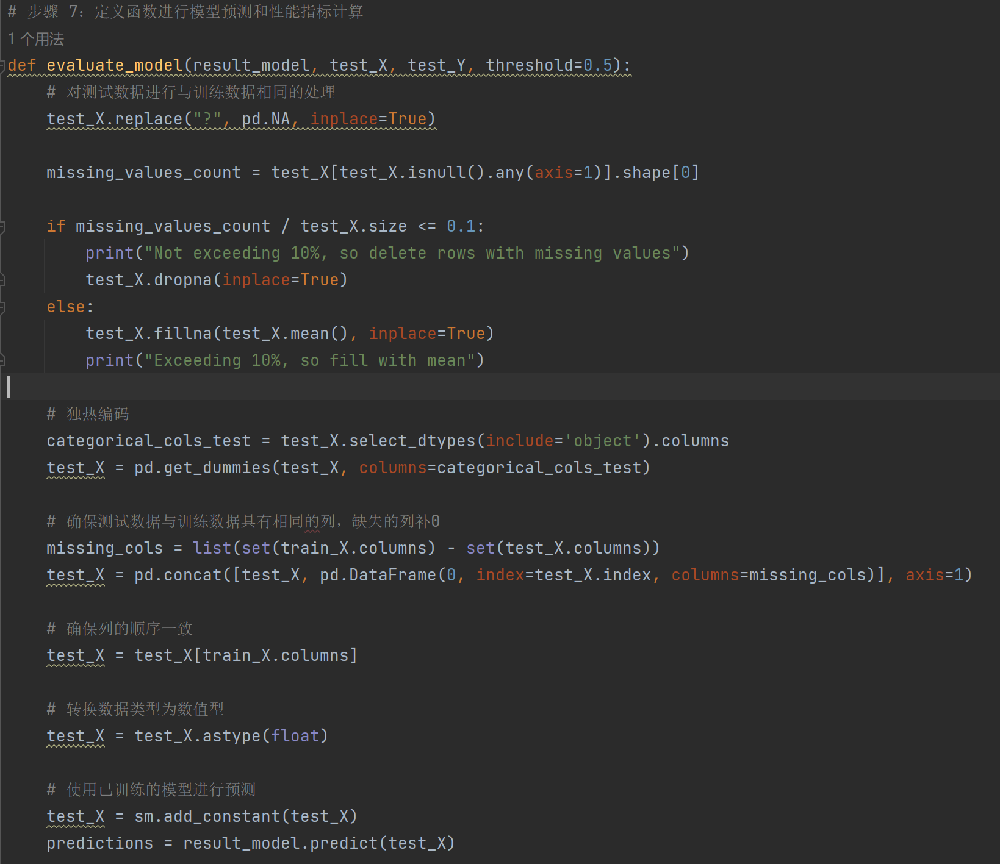 # 步骤 7：定义函数进行模型预测和性能指标计算
1 个用法
def evaluate_model(result_model, test_X, test_Y, threshold=0.5):
    # 对测试数据进行与训练数据相同的处理
    test_X.replace("?", pd.NA, inplace=True)
    missing_values_count = test_X[test_X.isnull().any(axis=1)].shape[0]
    if missing_values_count / test_X.size <= 0.1:
        print("Not exceeding 10%, so delete rows with missing values")
        test_X.dropna(inplace=True)
    else:
        test_X.fillna(test_X.mean(), inplace=True)
        print("Exceeding 10%, so fill with mean")
    # 独热编码
    categorical_cols_test = test_X.select_dtypes(include='object').columns
    test_X = pd.get_dummies(test_X, columns=categorical_cols_test)
    # 确保测试数据与训练数据具有相同的列，缺失的列补0
    missing_cols = list(set(train_X.columns) - set(test_X.columns))
    test_X = pd.concat([test_X, pd.DataFrame(0, index=test_X.index, columns=missing_cols)], axis=1)
    # 确保列的顺序一致
    test_X = test_X[train_X.columns]
    # 转换数据类型为数值型
    test_X = test_X.astype(float)
    # 使用已训练的模型进行预测
    test_X = sm.add_constant(test_X)
    predictions = result_model.predict(test_X)